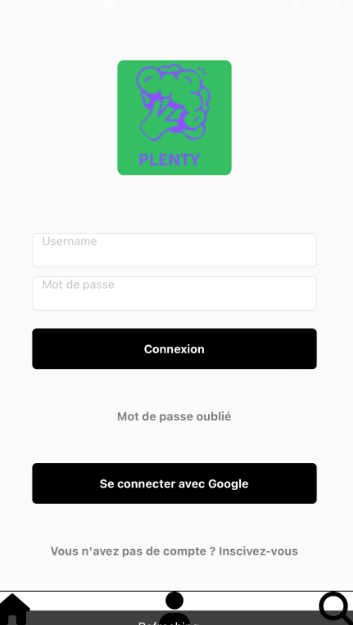 PLENTY
Username
Mot de passe
Connexion
Mot de passe oublié
Se connecter avec Google
Vous n'avez pas de compte ? Inscivez-vous